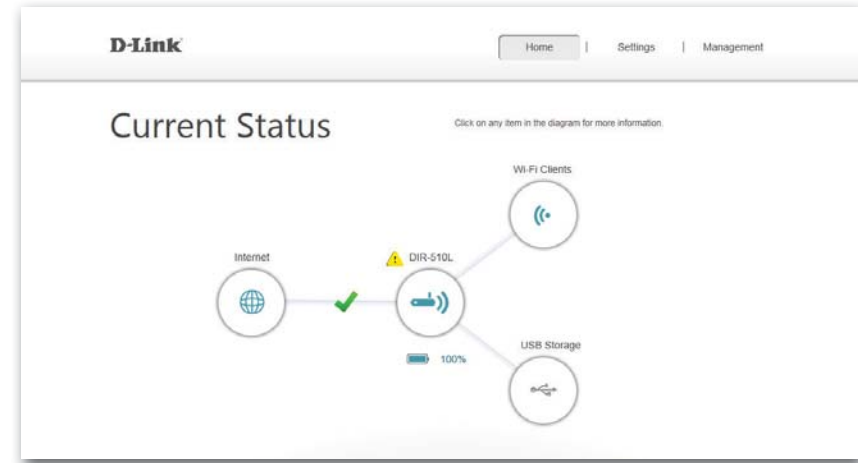 D-Link
Home | Settings | Management
Current Status
Click on any item in the diagram for more information.
Wi-Fi Clients
Internet
DIR-510L
100%
USB Storage